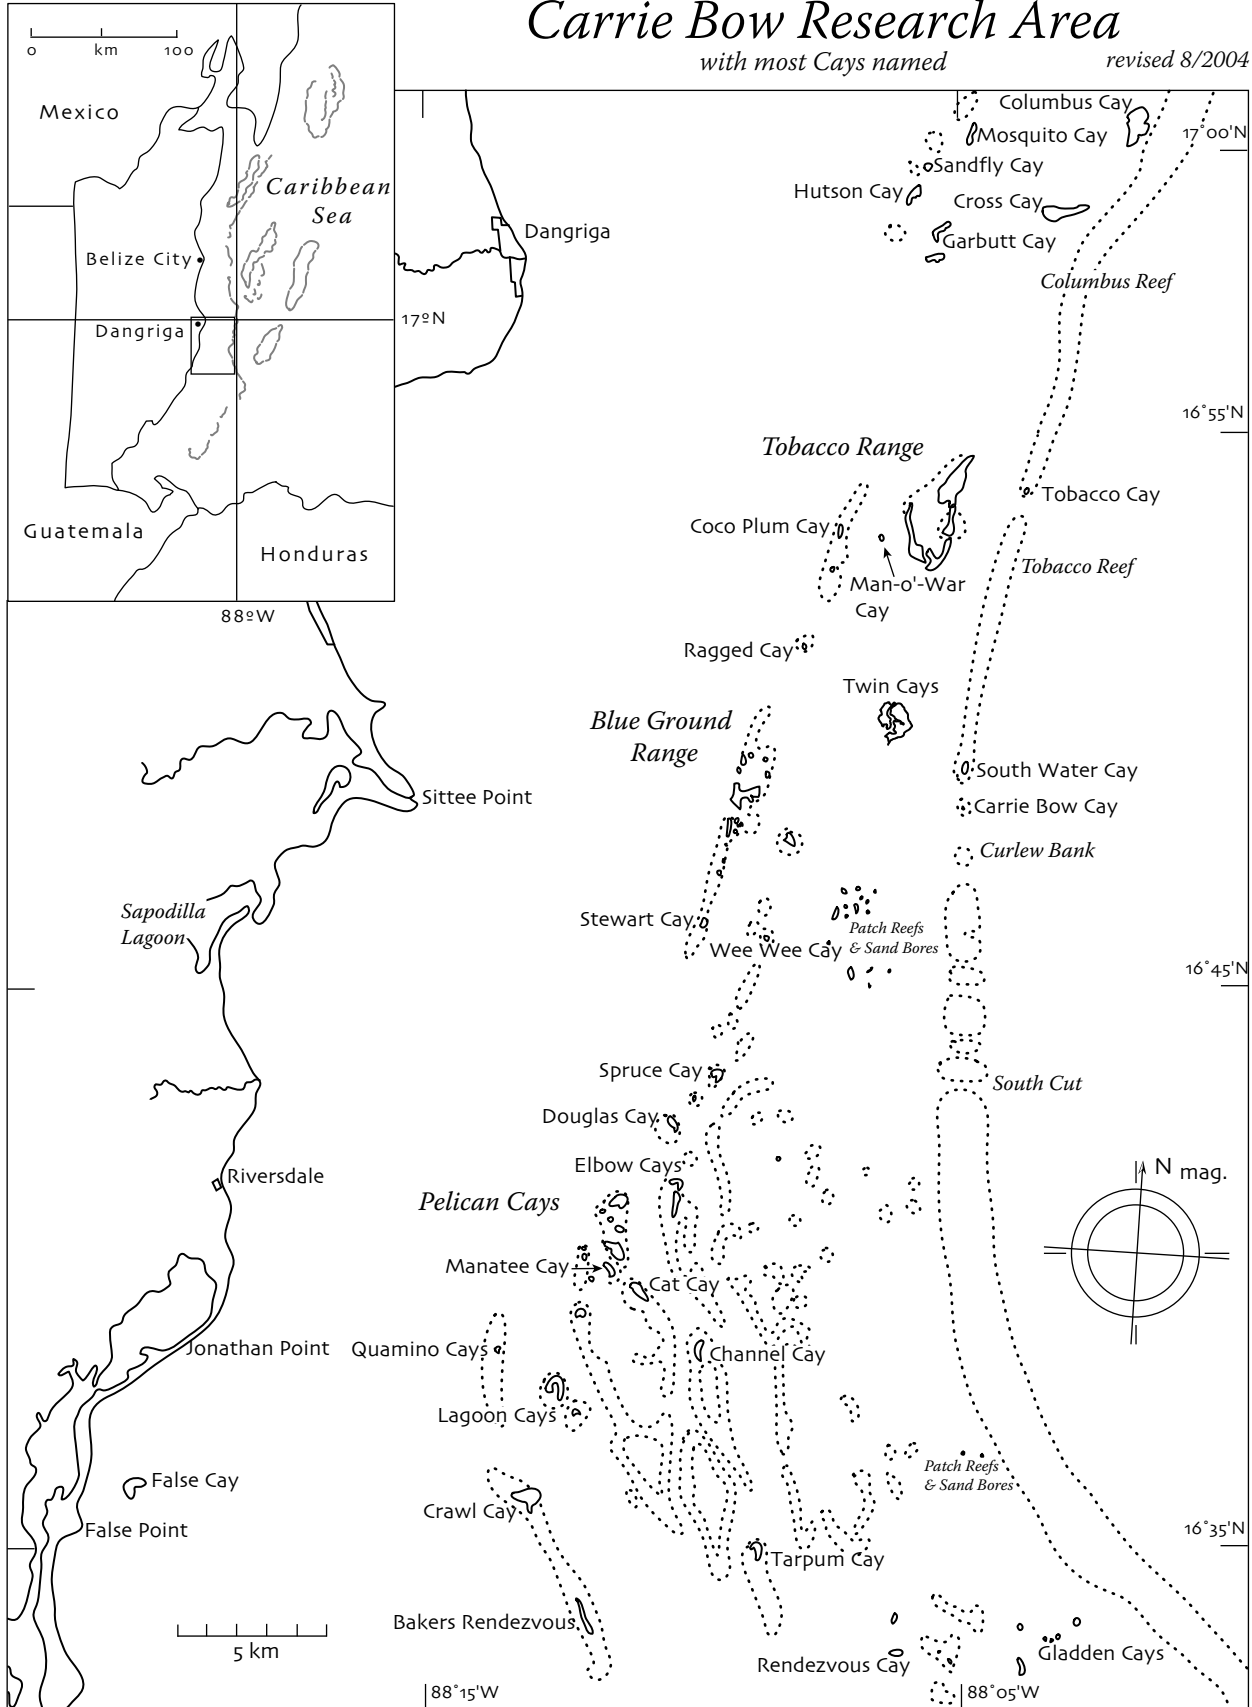 Carrie Bow Research Area
with most Cays named
revised 8/2004
0 km 100
Mexico
Caribbean
Sea
Belize City
Dangriga
Guatemala
Honduras
17ºN
88ºW
Columbus Cay
Mosquito Cay
17°00'N
Sandfly Cay
Hutson Cay
Cross Cay
Dangriga
Garbutt Cay
Columbus Reef
16°55'N
Tobacco Range
Tobacco Cay
Coco Plum Cay
Tobacco Reef
Man-o'-War
Cay
Ragged Cay
Twin Cays
Blue Ground
Range
South Water Cay
Sittee Point
Carrie Bow Cay
Curlew Bank
Sapodilla
Lagoon
Stewart Cay
Patch Reefs
& Sand Bores
Wee Wee Cay
16°45'N
Spruce Cay
South Cut
Douglas Cay
Elbow Cays
N mag.
Riversdale
Pelican Cays
Manatee Cay
Cat Cay
Jonathan Point
Quamino Cays
Channel Cay
Lagoon Cays
Patch Reefs
& Sand Bores
False Cay
Crawl Cay
False Point
16°35'N
Tarpum Cay
Bakers Rendezvous
5 km
Rendezvous Cay
Gladden Cays
88°15'W
88°05'W